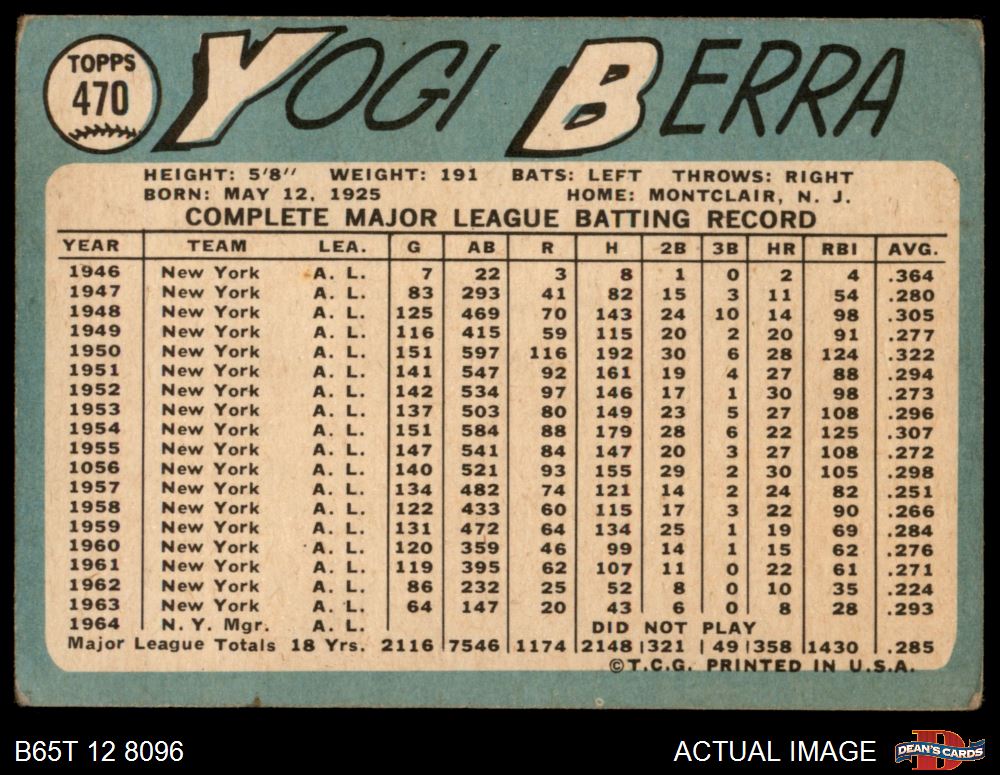 TOPPS
470
YOGI BERRA
HEIGHT: 5'8" WEIGHT: 191 BATS: LEFT THROWS: RIGHT
BORN: MAY 12, 1925 HOME: MONTCLAIR, N. J.
COMPLETE MAJOR LEAGUE BATTING RECORD
YEAR TEAM LEA. G AB R H 2B 3B HR RBI AVG.
1946 New York A. L. 7 22 3 8 1 0 2 4 .364
1947 New York A. L. 83 293 41 82 15 3 11 54 .280
1948 New York A. L. 125 469 70 143 24 10 14 98 .305
1949 New York A. L. 116 415 59 115 20 2 20 91 .277
1950 New York A. L. 151 597 116 192 30 6 28 124 .322
1951 New York A. L. 141 547 92 161 19 4 27 88 .294
1952 New York A. L. 142 534 97 146 17 1 30 98 .273
1953 New York A. L. 137 503 80 149 23 5 27 108 .296
1954 New York A. L. 151 584 88 179 28 6 22 125 .307
1955 New York A. L. 147 541 84 147 20 3 27 108 .272
1056 New York A. L. 140 521 93 155 29 2 30 105 .298
1957 New York A. L. 134 482 74 121 14 2 24 82 .251
1958 New York A. L. 122 433 60 115 17 3 22 90 .266
1959 New York A. L. 131 472 64 134 25 1 19 69 .284
1960 New York A. L. 120 359 46 99 14 1 15 62 .276
1961 New York A. L. 119 395 62 107 11 0 22 61 .271
1962 New York A. L. 86 232 25 52 8 0 10 35 .224
1963 New York A. L. 64 147 20 43 6 0 8 28 .293
1964 N. Y. Mgr. A. L. DID NOT PLAY
Major League Totals 18 Yrs. 2116 7546 1174 2148 321 49 358 1430 .285
©T.C.G. PRINTED IN U.S.A.
B65T 12 8096 ACTUAL IMAGE DEAN'S CARDS